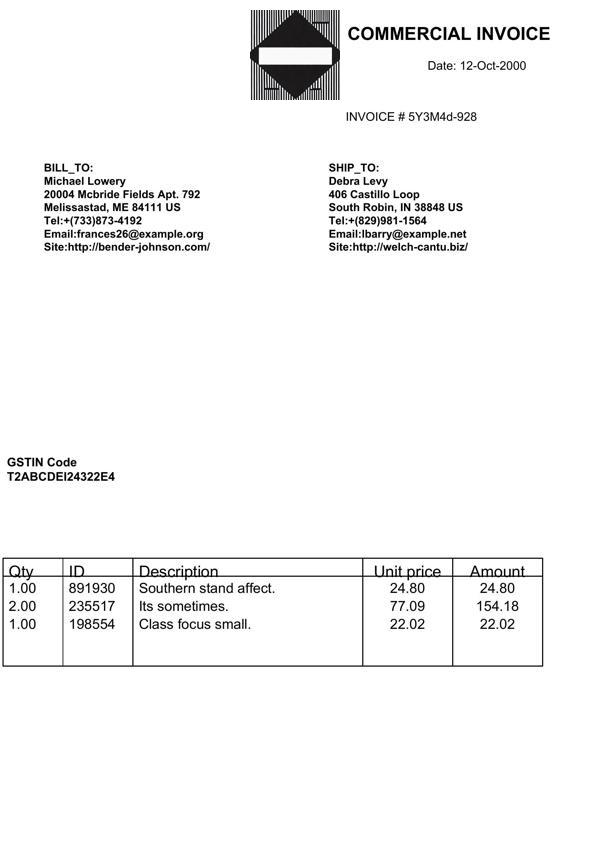 COMMERCIAL INVOICE
Date: 12-Oct-2000
INVOICE # 5Y3M4d-928
BILL_TO:
Michael Lowery
20004 Mcbride Fields Apt. 792
Melissastad, ME 84111 US
Tel:+(733)873-4192
Email:frances26@example.org
Site:http://bender-johnson.com/
SHIP_TO:
Debra Levy
406 Castillo Loop
South Robin, IN 38848 US
Tel:+(829)981-1564
Email:lbarry@example.net
Site:http://welch-cantu.biz/
GSTIN Code
T2ABCDEI24322E4
Qty ID Description Unit price Amount
1.00 891930 Southern stand affect. 24.80 24.80
2.00 235517 Its sometimes. 77.09 154.18
1.00 198554 Class focus small. 22.02 22.02